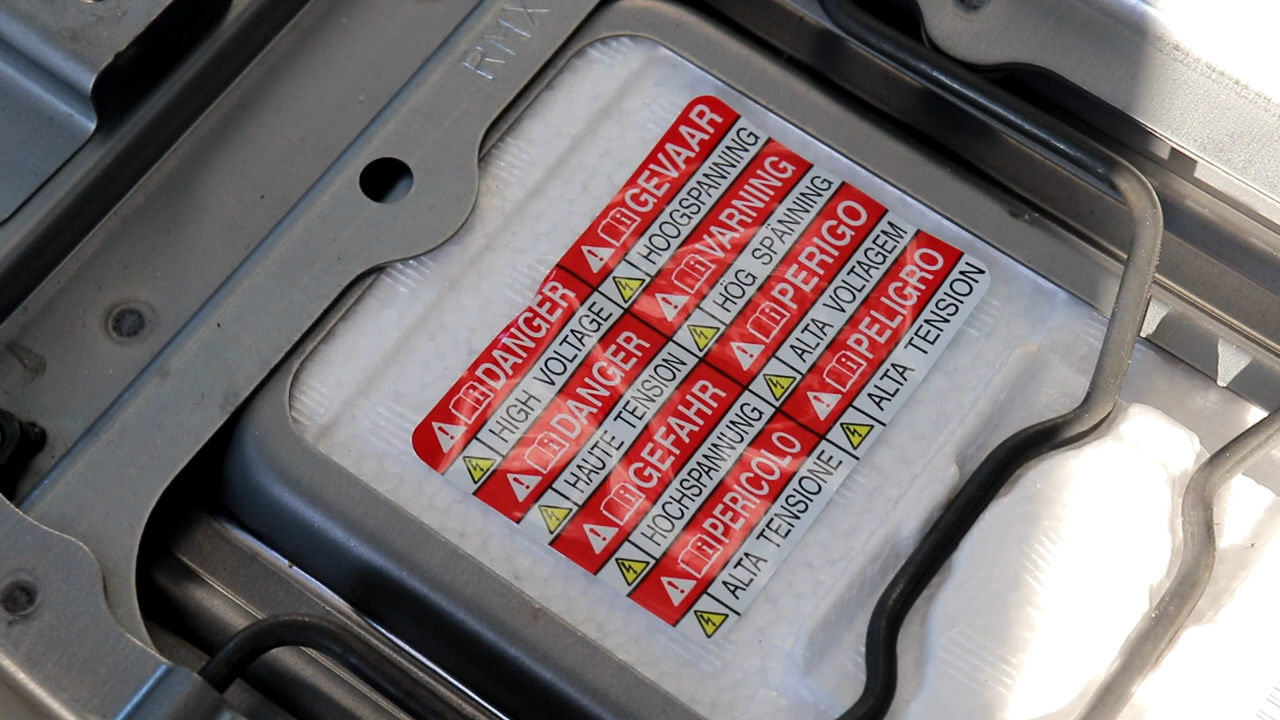 RMX
DANGER
HIGH VOLTAGE
DANGER
HAUTE TENSION
GEFAHR
HOCHSPANNUNG
PERICOLO
ALTA TENSIONE
GEVAAR
HOOGSPANNING
VARNING
HÖG SPÄNNING
PERIGO
ALTA VOLTAGEM
PELIGRO
ALTA TENSION